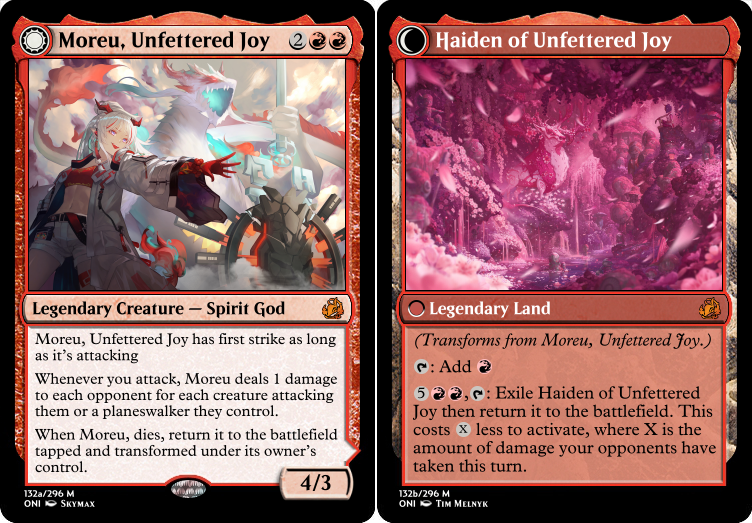 Moreu, Unfettered Joy 2
Legendary Creature — Spirit God
Moreu, Unfettered Joy has first strike as long
as it's attacking
Whenever you attack, Moreu deals 1 damage
to each opponent for each creature attacking
them or a planeswalker they control.
When Moreu, dies, return it to the battlefield
tapped and transformed under its owner's
control.
4/3
132a/296 M
ONI SKYMAX
Haiden of Unfettered Joy
Legendary Land
(Transforms from Moreu, Unfettered Joy.)
: Add
5 , : Exile Haiden of Unfettered
Joy then return it to the battlefield. This
costs X less to activate, where X is the
amount of damage your opponents have
taken this turn.
132b/296 M
ONI TIM MELNYK